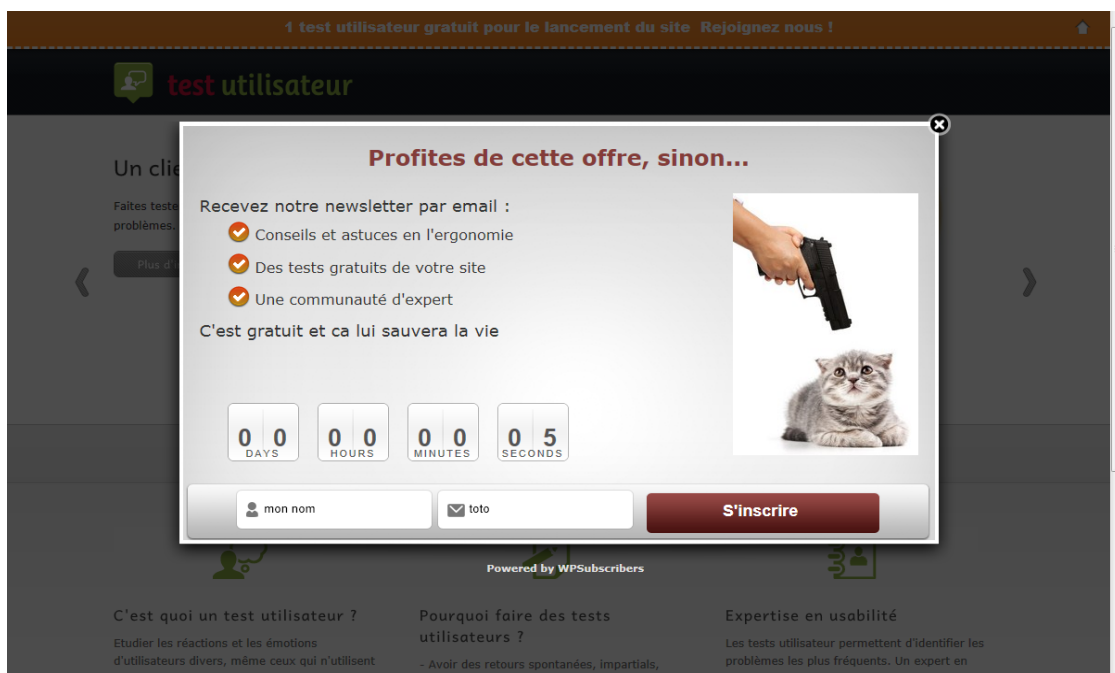 1 test utilisateur gratuit pour le lancement du site Rejoignez nous !
test utilisateur
Profites de cette offre, sinon...
Un clie
Faites teste
problèmes.
Plus d'i
Recevez notre newsletter par email :
Conseils et astuces en l'ergonomie
Des tests gratuits de votre site
Une communauté d'expert
C'est gratuit et ca lui sauvera la vie
0 0 0 0 0 0 0 5
DAYS HOURS MINUTES SECONDS
mon nom toto S'inscrire
Powered by WPSubscribers
C'est quoi un test utilisateur ?
Etudier les réactions et les émotions
d'utilisateurs divers, même ceux qui n'utilisent
Pourquoi faire des tests
utilisateurs ?
- Avoir des retours spontanées, impartials,
Expertise en usabilité
Les tests utilisateur permettent d'identifier les
problèmes les plus fréquents. Un expert en